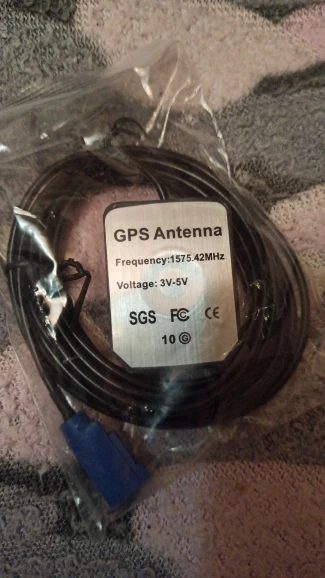 GPS Antenna
Frequency:1575.42MHz
Voltage: 3V-5V
SGS FC CE
10 G